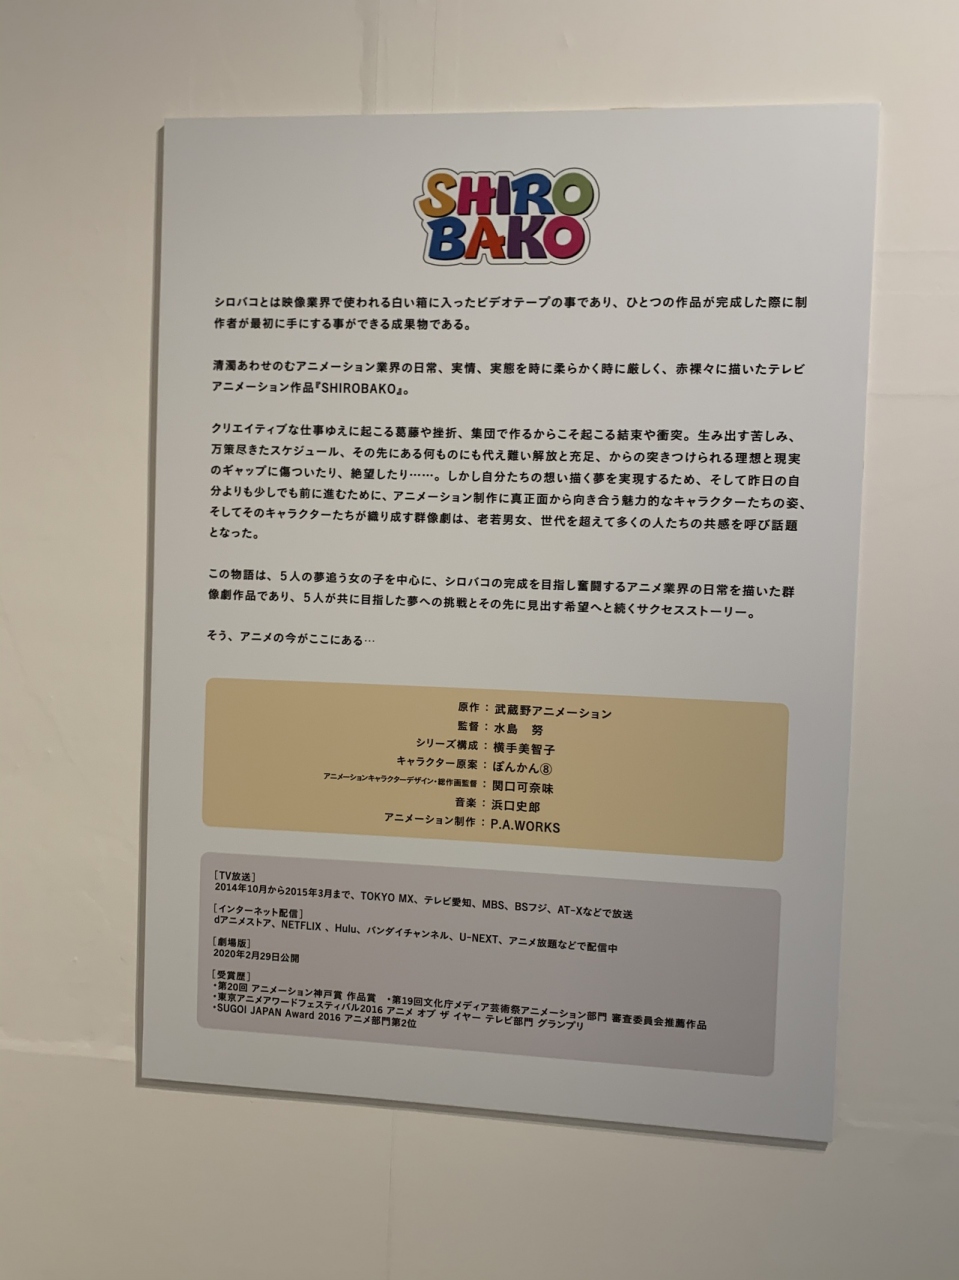 SHIRO
BAKO
シロバコとは映像業界で使われる白い箱に入ったビデオテープの事であり、ひとつの作品が完成した際に制
作者が最初に手にする事ができる成果物である。
清濁あわせのむアニメーション業界の日常、実情、実態を時に柔らかく時に厳しく、赤裸々に描いたテレビ
アニメーション作品『SHIROBAKO』。
クリエイティブな仕事ゆえに起こる葛藤や挫折、集団で作るからこそ起こる結束や衝突。生み出す苦しみ、
万策尽きたスケジュール、その先にある何ものにも代え難い解放と充足、からの突きつけられる理想と現実
のギャップに傷ついたり、絶望したり……。しかし自分たちの想い描く夢を実現するため、そして昨日の自
分よりも少しでも前に進むために、アニメーション制作に真正面から向き合う魅力的なキャラクターたちの姿、
そしてそのキャラクターたちが織り成す群像劇は、老若男女、世代を超えて多くの人たちの共感を呼び話題
となった。
この物語は、5人の夢追う女の子を中心に、シロバコの完成を目指し奮闘するアニメ業界の日常を描いた群
像劇作品であり、5人が共に目指した夢への挑戦とその先に見出す希望へと続くサクセスストーリー。
そう、アニメの今がここにある…
原作：武蔵野アニメーション
監督：水島　努
シリーズ構成：横手美智子
キャラクター原案：ぽんかん⑧
アニメーションキャラクターデザイン・総作画監督：関口可奈味
音楽：浜口史郎
アニメーション制作：P.A.WORKS
［TV放送］
2014年10月から2015年3月まで、TOKYO MX、テレビ愛知、MBS、BSフジ、AT-Xなどで放送
［インターネット配信］
dアニメストア、NETFLIX 、Hulu、バンダイチャンネル、U-NEXT、アニメ放題などで配信中
［劇場版］
2020年2月29日公開
［受賞歴］
・第20回 アニメーション神戸賞 作品賞　・第19回文化庁メディア芸術祭アニメーション部門 審査委員会推薦作品
・東京アニメアワードフェスティバル2016 アニメ オブ ザ イヤー テレビ部門 グランプリ
・SUGOI JAPAN Award 2016 アニメ部門第2位